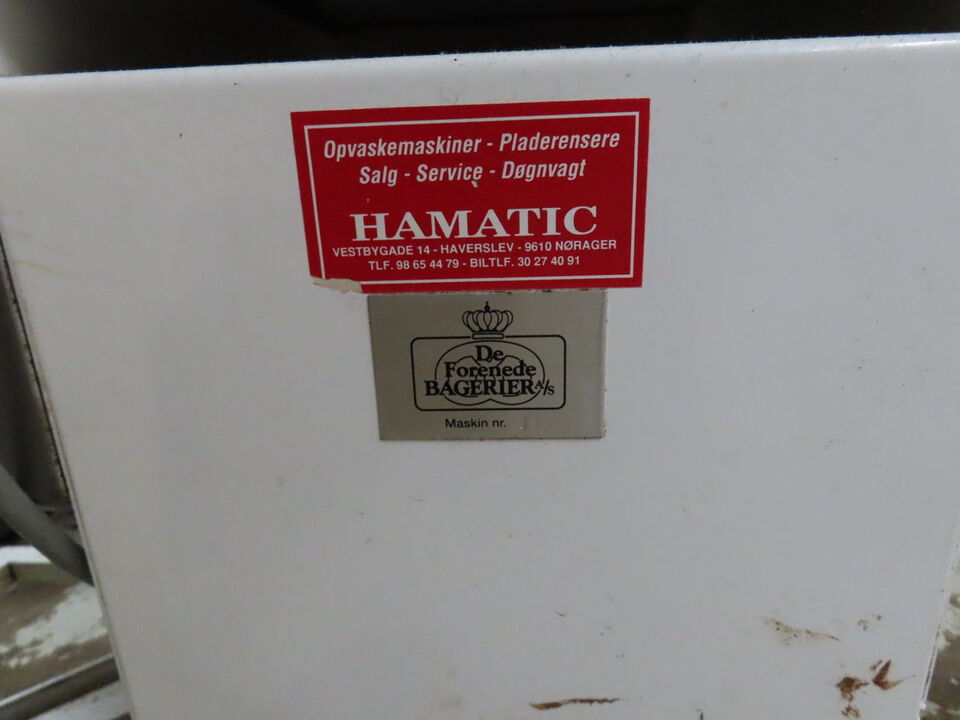 Opvaskemaskiner - Pladerensere
Salg - Service - Døgnvagt
HAMATIC
VESTBYGADE 14 - HAVERSLEV - 9610 NØRAGER
TLF. 98 65 44 79 - BILTLF. 30 27 40 91
De
Forenede
BAGERIER A/S
Maskin nr.